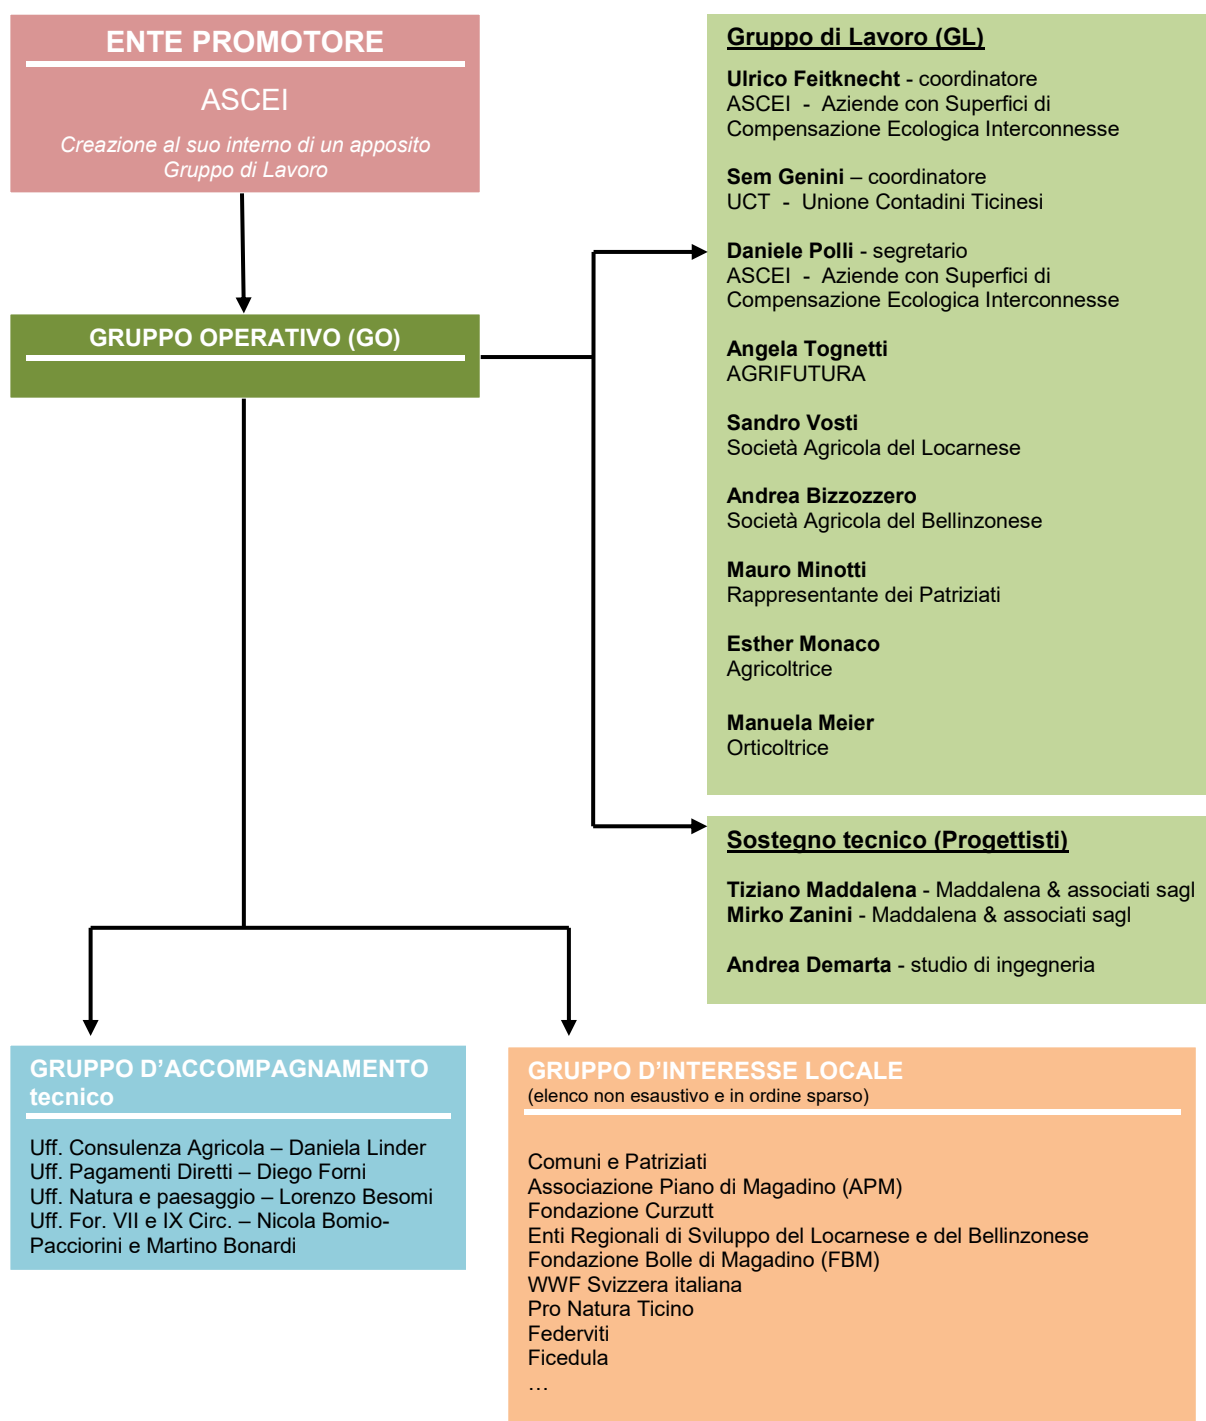 ENTE PROMOTORE
ASCEI
Creazione al suo interno di un apposito
Gruppo di Lavoro
GRUPPO OPERATIVO (GO)
Gruppo di Lavoro (GL)
Ulrico Feitknecht - coordinatore
ASCEI - Aziende con Superfici di
Compensazione Ecologica Interconnesse
Sem Genini – coordinatore
UCT - Unione Contadini Ticinesi
Daniele Polli - segretario
ASCEI - Aziende con Superfici di
Compensazione Ecologica Interconnesse
Angela Tognetti
AGRIFUTURA
Sandro Vosti
Società Agricola del Locarnese
Andrea Bizzozzero
Società Agricola del Bellinzonese
Mauro Minotti
Rappresentante dei Patriziati
Esther Monaco
Agricoltrice
Manuela Meier
Orticoltrice
Sostegno tecnico (Progettisti)
Tiziano Maddalena - Maddalena & associati sagl
Mirko Zanini - Maddalena & associati sagl
Andrea Demarta - studio di ingegneria
GRUPPO D’ACCOMPAGNAMENTO
tecnico
Uff. Consulenza Agricola – Daniela Linder
Uff. Pagamenti Diretti – Diego Forni
Uff. Natura e paesaggio – Lorenzo Besomi
Uff. For. VII e IX Circ. – Nicola Bomio-
Pacciorini e Martino Bonardi
GRUPPO D’INTERESSE LOCALE
(elenco non esaustivo e in ordine sparso)
Comuni e Patriziati
Associazione Piano di Magadino (APM)
Fondazione Curzutt
Enti Regionali di Sviluppo del Locarnese e del Bellinzonese
Fondazione Bolle di Magadino (FBM)
WWF Svizzera italiana
Pro Natura Ticino
Federviti
Ficedula
…